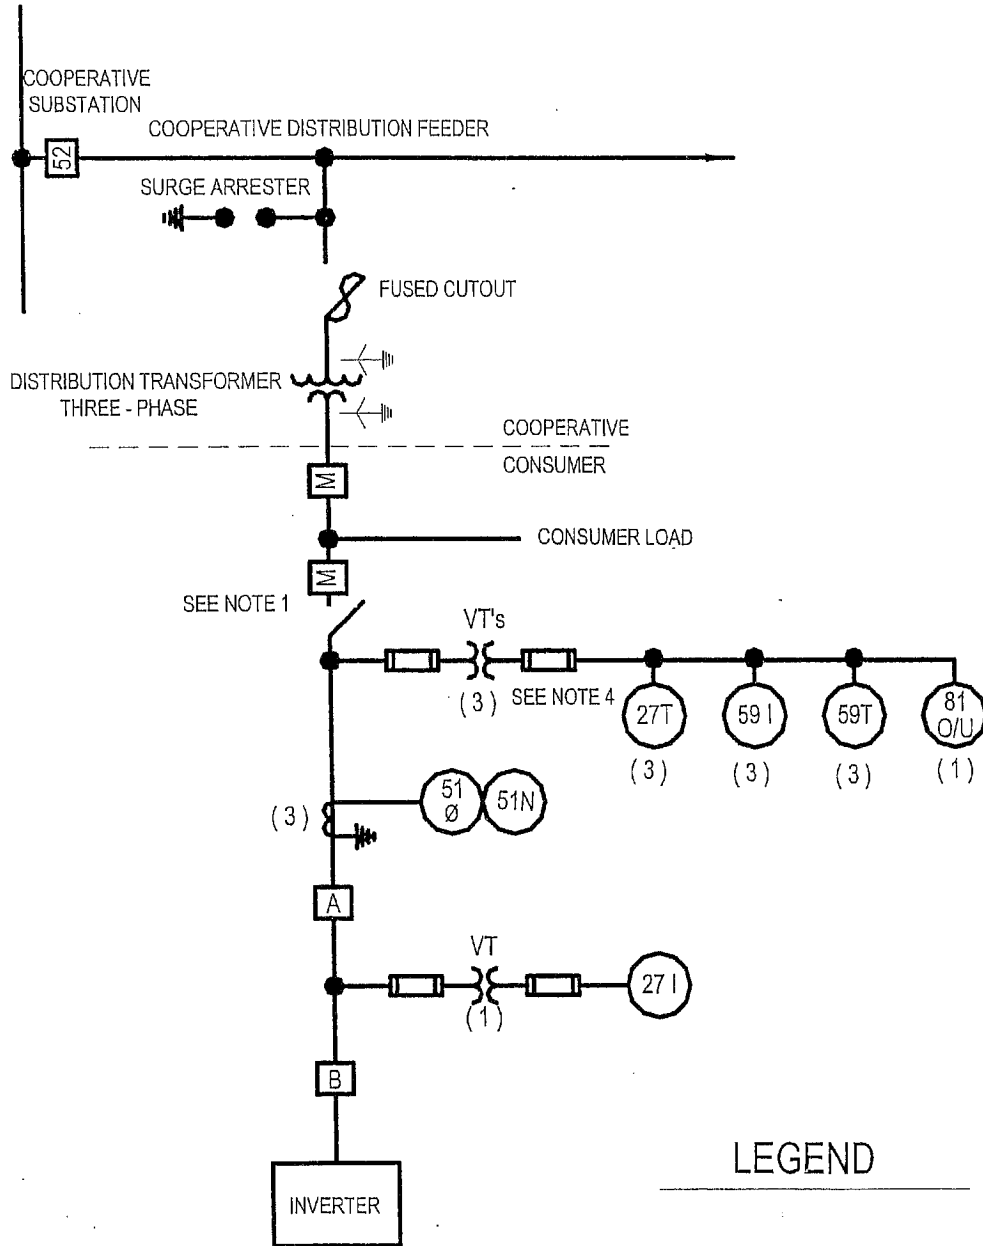 COOPERATIVE
SUBSTATION
52
COOPERATIVE DISTRIBUTION FEEDER
SURGE ARRESTER
FUSED CUTOUT
DISTRIBUTION TRANSFORMER
THREE - PHASE
COOPERATIVE
CONSUMER
M
CONSUMER LOAD
M
SEE NOTE 1
VT's
(3)
SEE NOTE 4
27T
59 I
59T
81
O/U
(3)
(3)
(3)
(1)
(3)
51
Ø
51N
A
VT
(1)
27 I
B
INVERTER
LEGEND